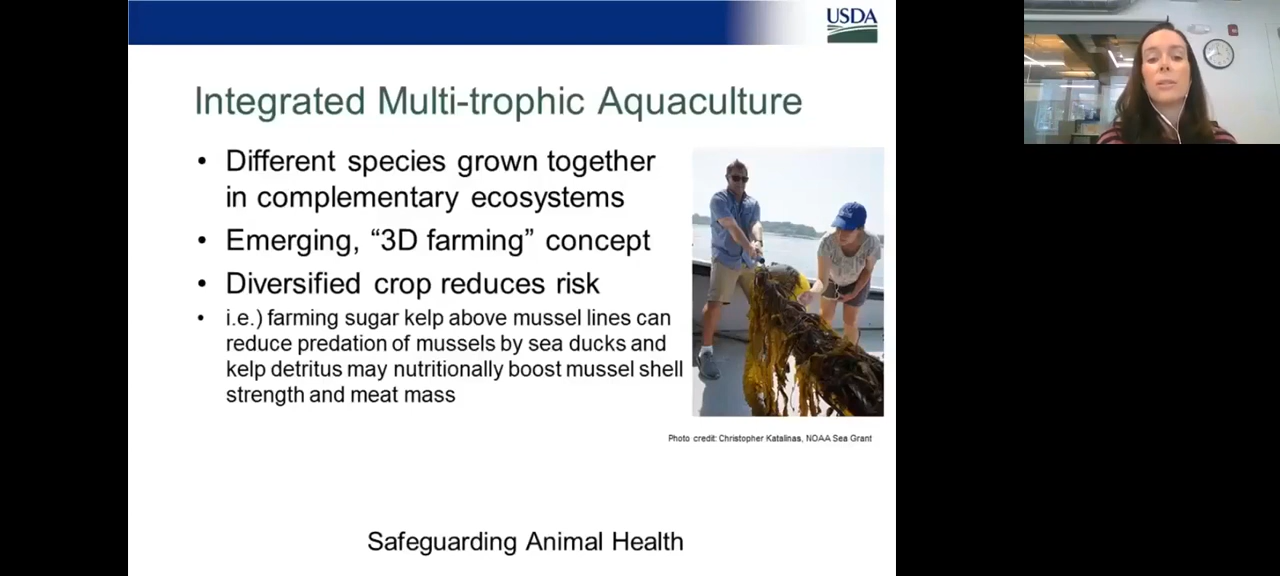 USDA
Integrated Multi-trophic Aquaculture
• Different species grown together
in complementary ecosystems
• Emerging, “3D farming” concept
• Diversified crop reduces risk
• i.e.) farming sugar kelp above mussel lines can
reduce predation of mussels by sea ducks and
kelp detritus may nutritionally boost mussel shell
strength and meat mass
Photo credit: Christopher Katalinas, NOAA Sea Grant
Safeguarding Animal Health